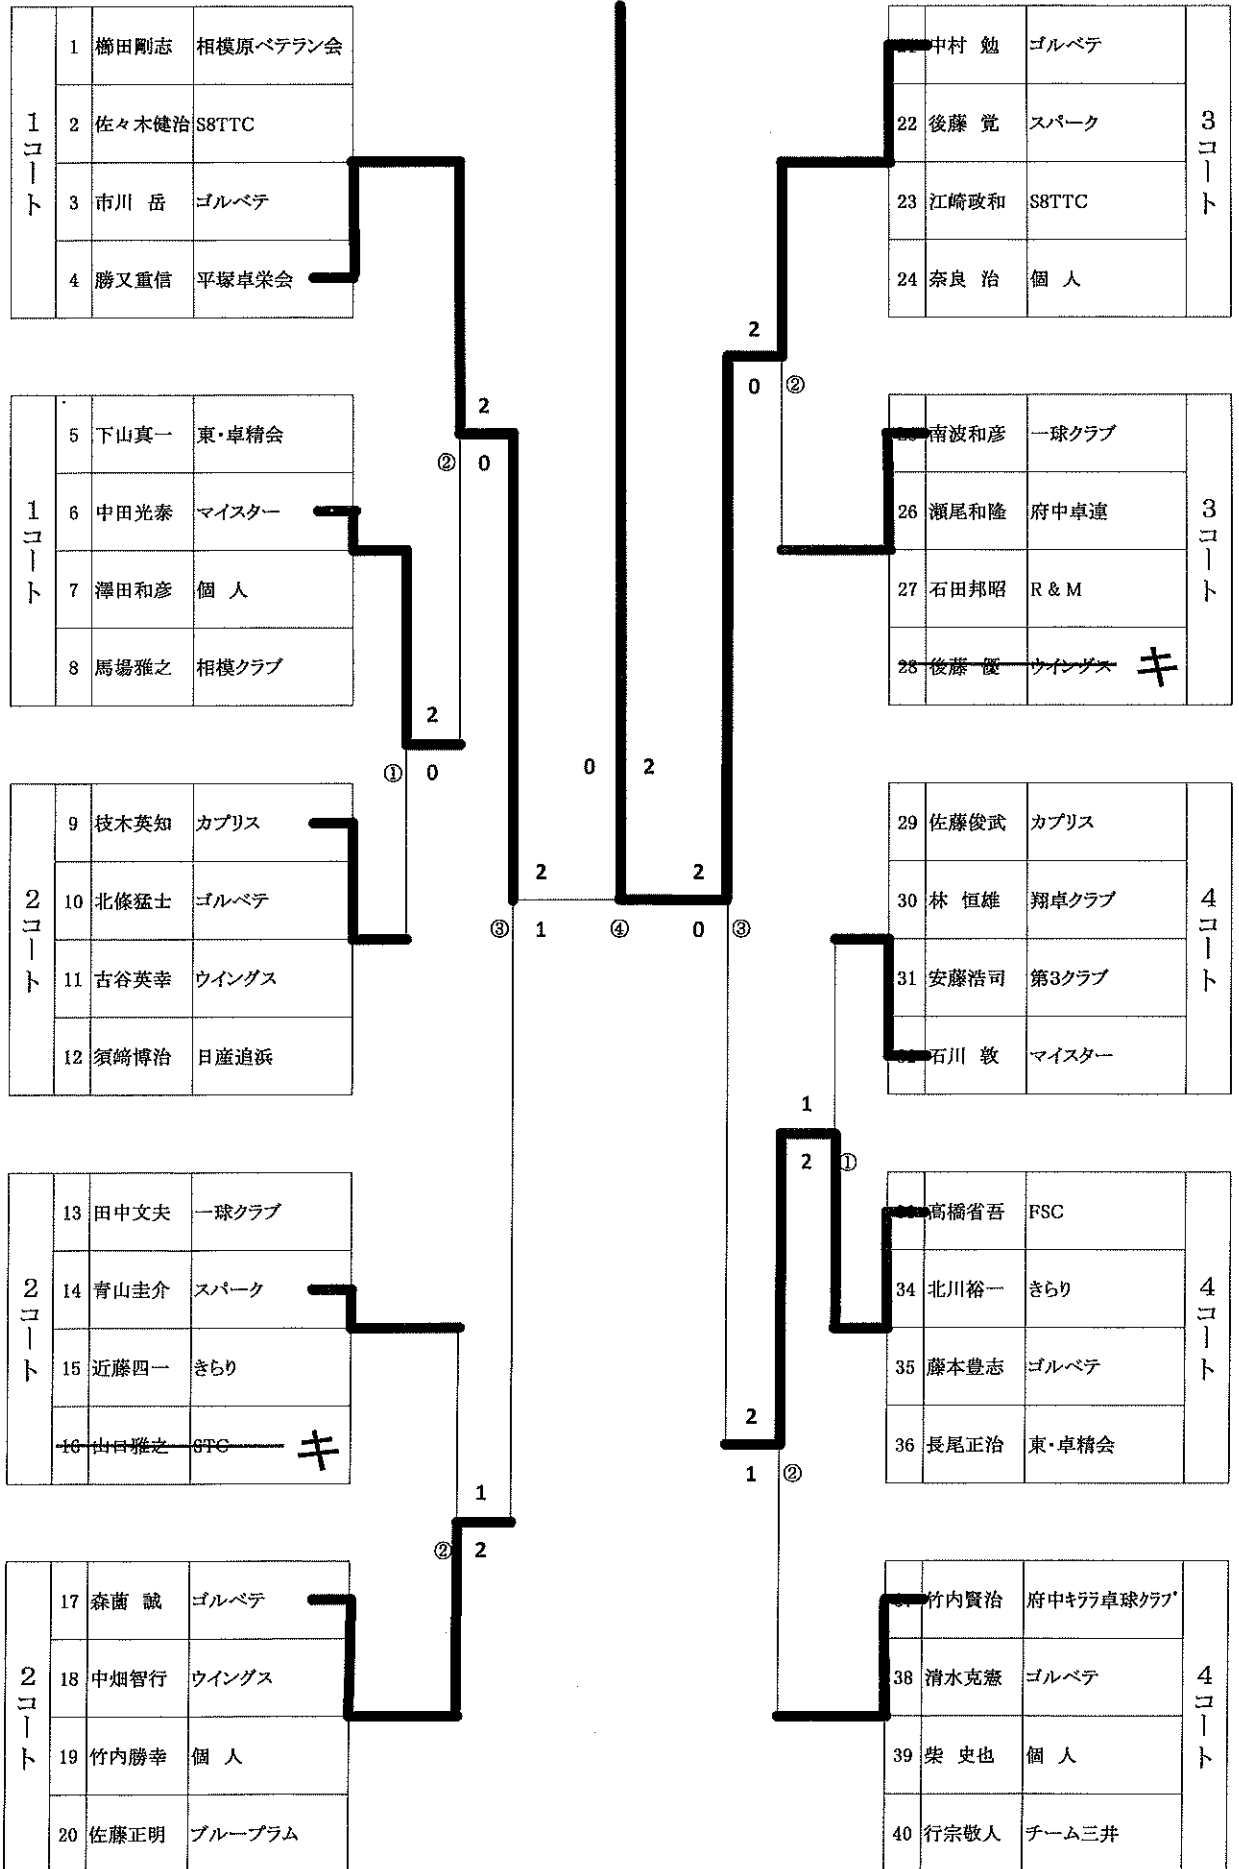 1コート
1 櫛田剛志 相模原ベテラン会
2 佐々木健治 S8TTC
3 市川 岳 ゴルベテ
4 勝又重信 平塚卓栄会
1コート
5 下山真一 東・卓精会
6 中田光泰 マイスター
7 澤田和彦 個 人
8 馬場雅之 相模クラブ
2コート
9 枝木英知 カプリス
10 北條猛士 ゴルベテ
11 古谷英幸 ウイングス
12 須崎博治 日産追浜
2コート
13 田中文夫 一球クラブ
14 青山圭介 スパーク
15 近藤四一 きらり
16 山口雅之 STC キ
2コート
17 森薗 誠 ゴルベテ
18 中畑智行 ウイングス
19 竹内勝幸 個 人
20 佐藤正明 ブループラム
2
② 0
2
① 0
0 2
2
③ 1
④
2
0 ③
1
② 2
2
0 ②
1
2 ①
2
1 ②
3コート
中村 勉 ゴルベテ
22 後藤 覚 スパーク
23 江崎政和 S8TTC
24 奈良 治 個 人
3コート
南波和彦 一球クラブ
26 瀬尾和隆 府中卓連
27 石田邦昭 R & M
28 後藤 優 ウイングス キ
4コート
29 佐藤俊武 カプリス
30 林 恒雄 翔卓クラブ
31 安藤浩司 第3クラブ
石川 敦 マイスター
4コート
高橋省吾 FSC
34 北川裕一 きらり
35 藤本豊志 ゴルベテ
36 長尾正治 東・卓精会
4コート
竹内賢治 府中キララ卓球クラブ
38 清水克憲 ゴルベテ
39 柴 史也 個 人
40 行宗敬人 チーム三井